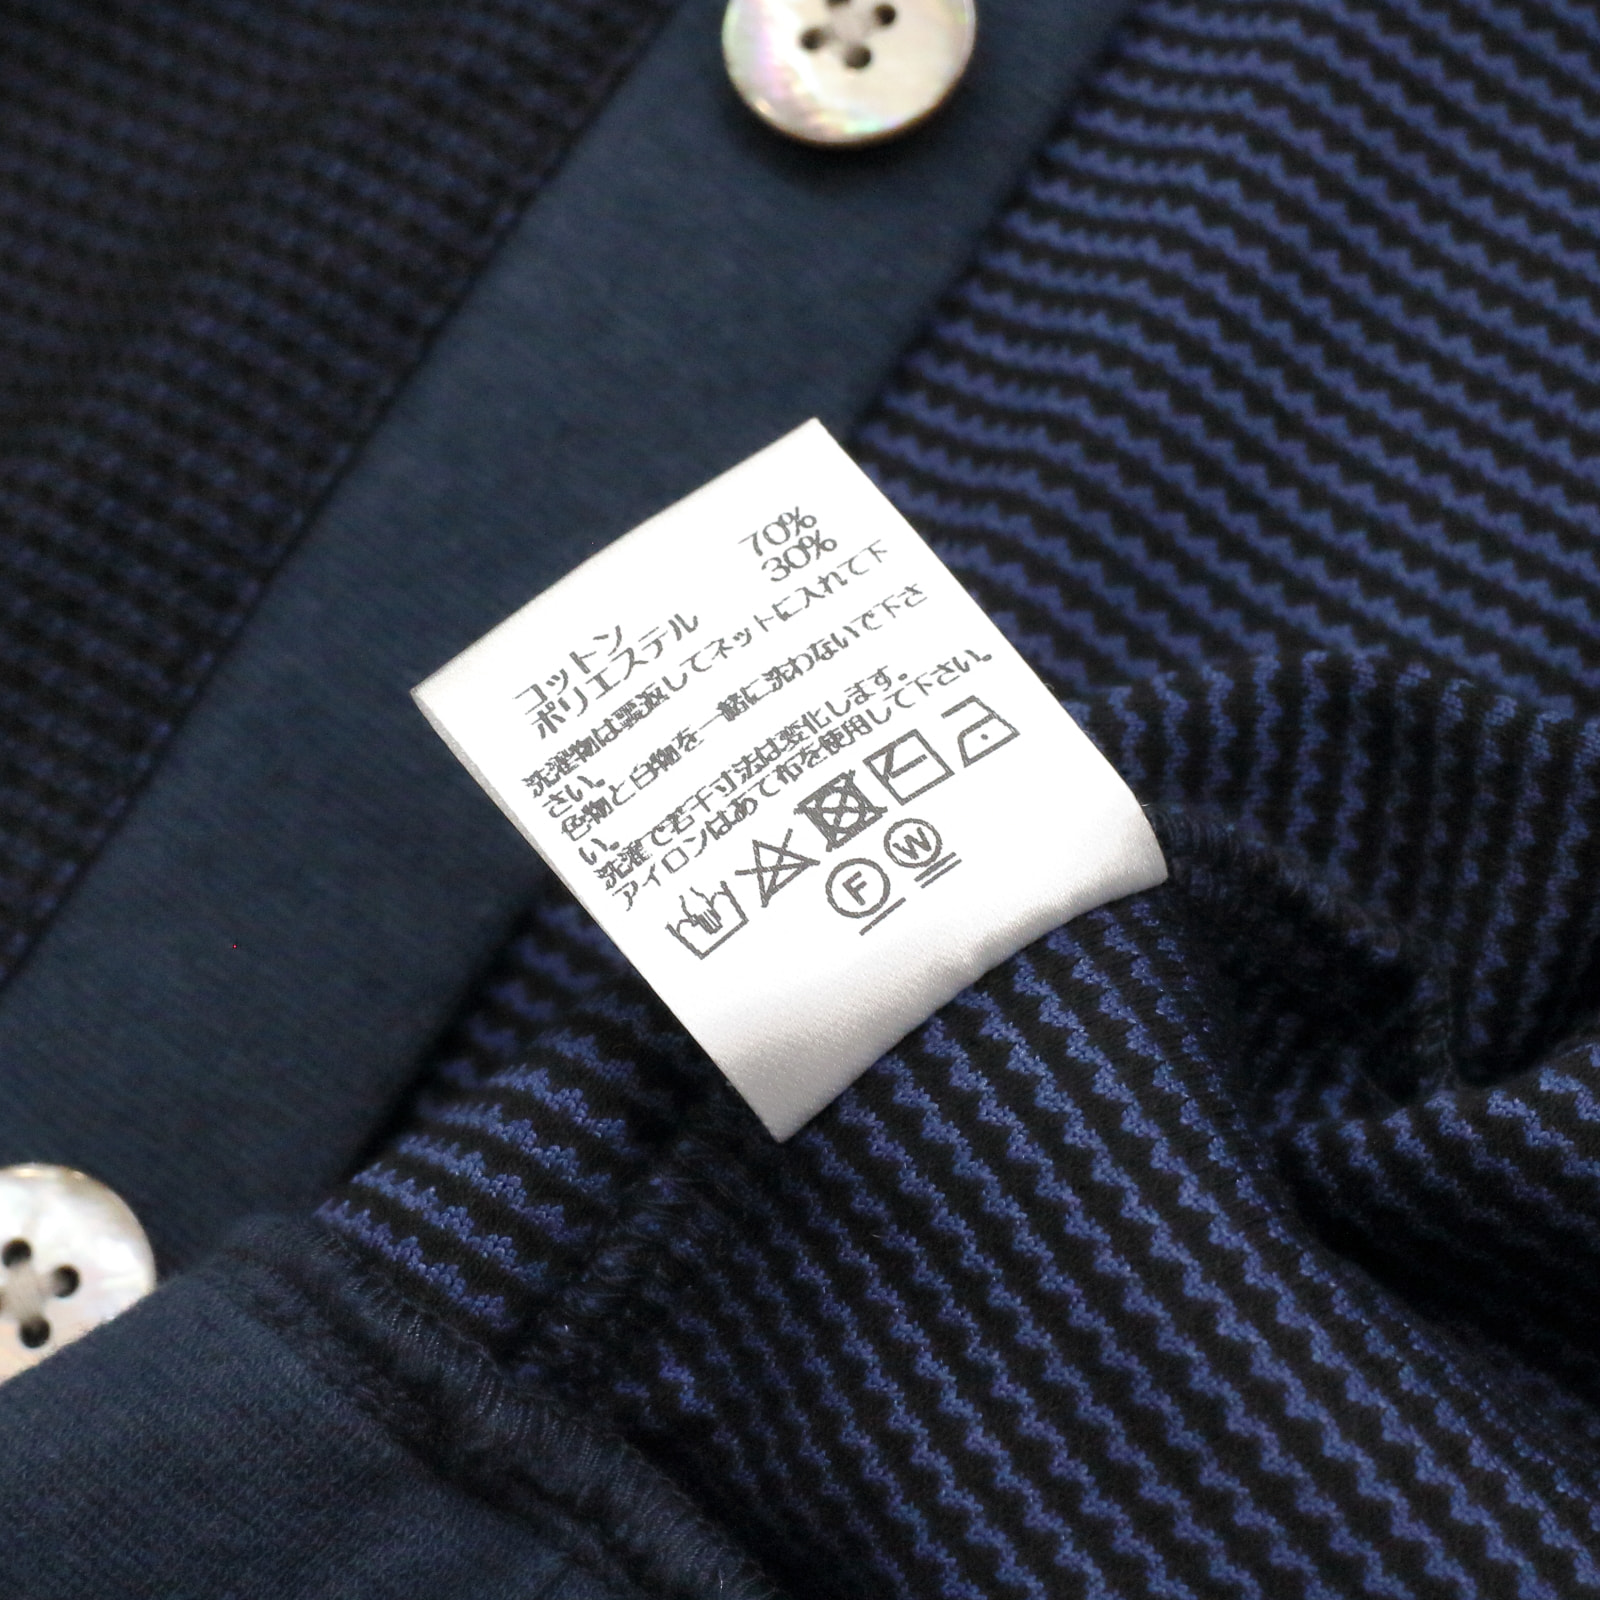 コットン 70%
ポリエステル 30%
洗濯物は裏返してネットに入れて下
さい。
色物と白物を一緒に洗わないで下さ
い。
洗濯で若干寸法は変化します。
アイロンはあて布を使用して下さい。
F W